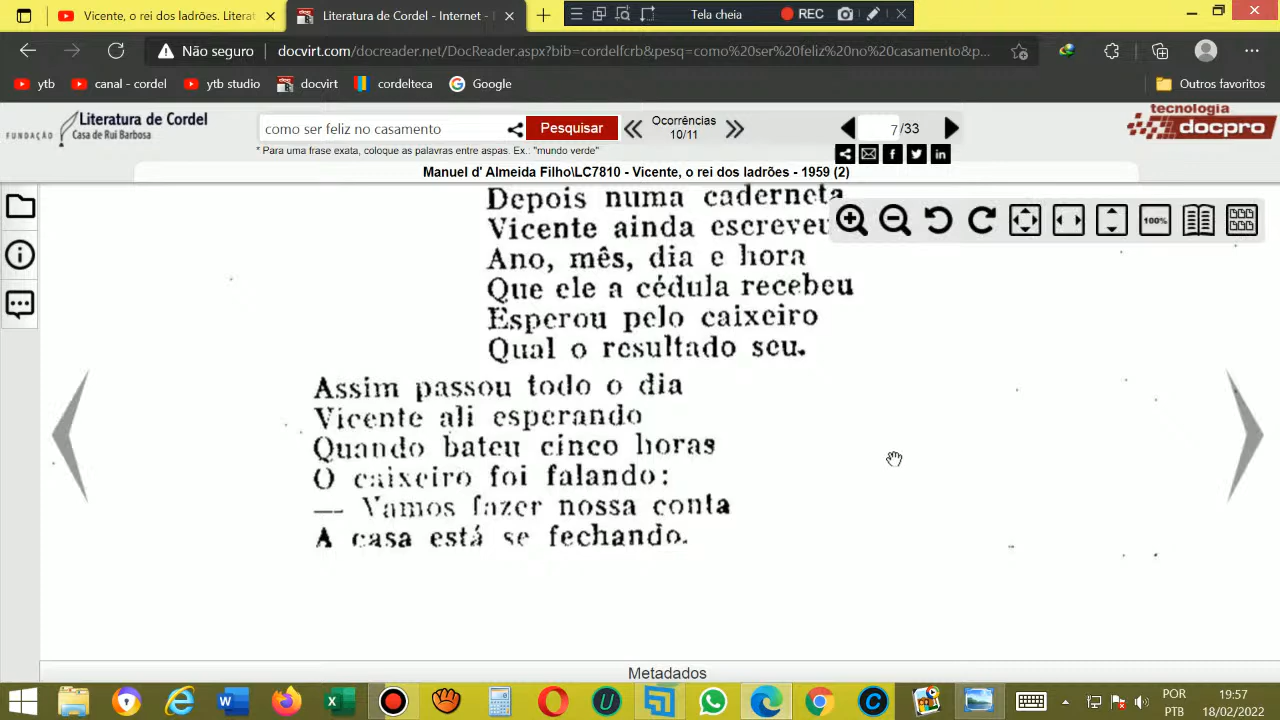 Vicente, o rei dos ladrões. Literat
Literatura de Cordel - Internet - I
Tela cheia
REC
Não seguro
docvirt.com/docreader.net/DocReader.aspx?bib=cordelfcrb&pesq=como%20ser%20feliz%20no%20casamento&p...
ytb
canal - cordel
ytb studio
docvirt
cordelteca
Google
Outros favoritos
FUNDAÇÃO
Literatura de Cordel
Casa de Rui Barbosa
como ser feliz no casamento
Pesquisar
Ocorrências
10/11
7 /33
tecnologia
docpro
* Para uma frase exata, coloque as palavras entre aspas. Ex.: "mundo verde"
Manuel d' Almeida Filho\LC7810 - Vicente, o rei dos ladrões - 1959 (2)
100%
Depois numa caderneta
Vicente ainda escreveu
Ano, mês, dia e hora
Que ele a cédula recebeu
Esperou pelo caixeiro
Qual o resultado seu.
Assim passou todo o dia
Vicente ali esperando
Quando bateu cinco horas
O caixeiro foi falando:
— Vamos fazer nossa conta
A casa está se fechando.
Metadados
POR
PTB
19:57
18/02/2022